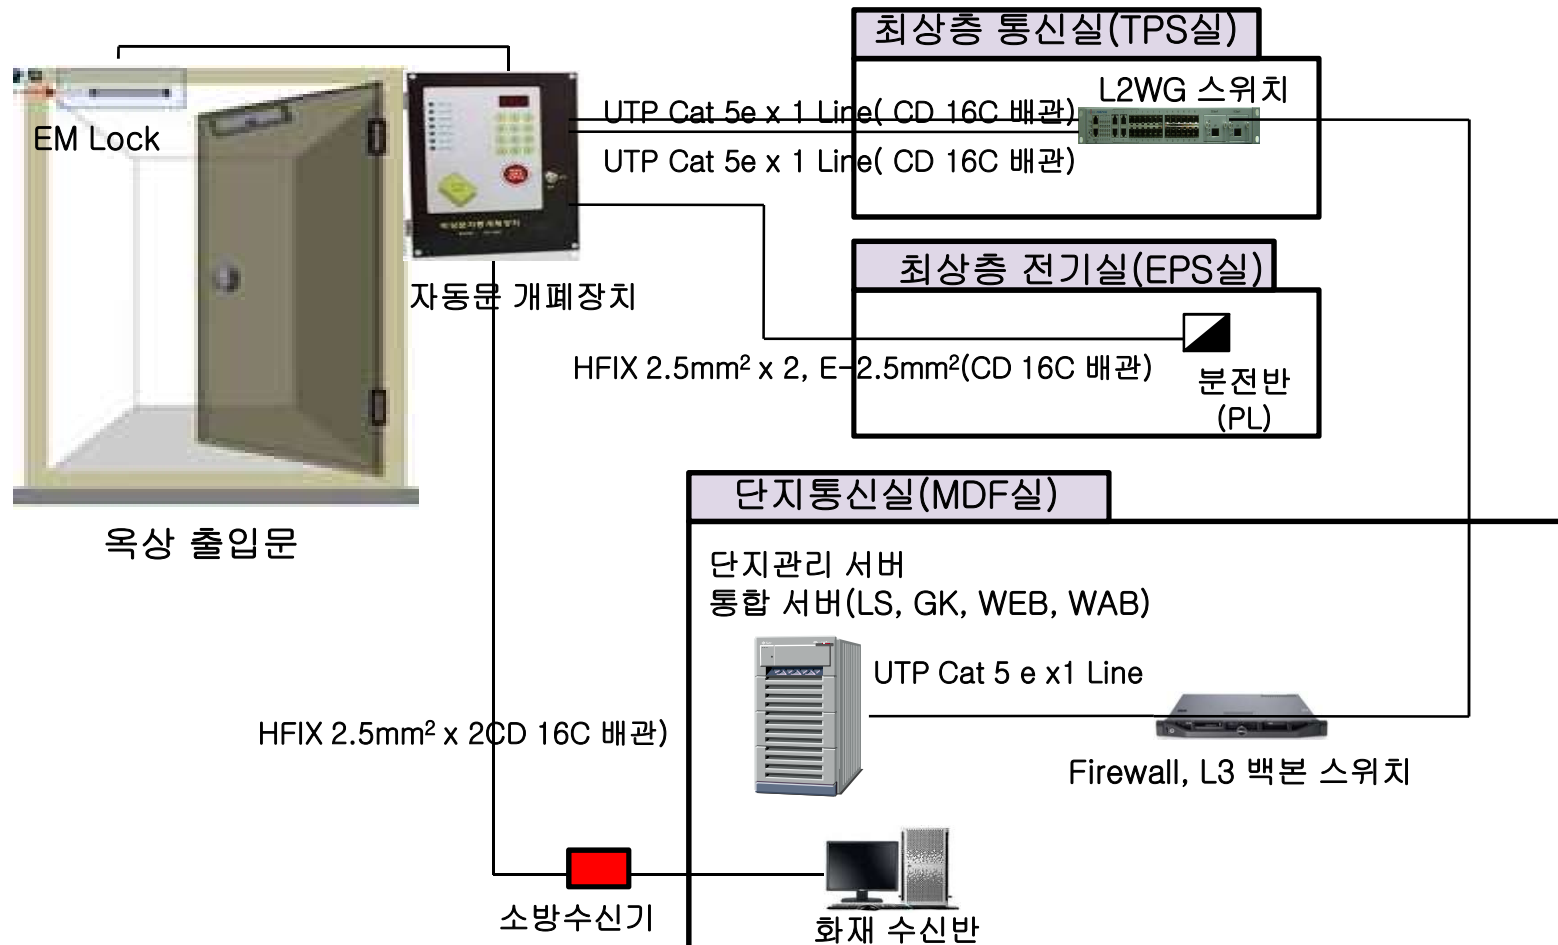 최상층 통신실(TPS실)
L2WG 스위치
UTP Cat 5e x 1 Line( CD 16C 배관)
EM Lock
UTP Cat 5e x 1 Line( CD 16C 배관)
최상층 전기실(EPS실)
자동문 개폐장치
HFIX 2.5mm² x 2, E-2.5mm²(CD 16C 배관)
분전반
(PL)
단지통신실(MDF실)
옥상 출입문
단지관리 서버
통합 서버(LS, GK, WEB, WAB)
UTP Cat 5 e x1 Line
HFIX 2.5mm² x 2CD 16C 배관)
Firewall, L3 백본 스위치
소방수신기
화재 수신반